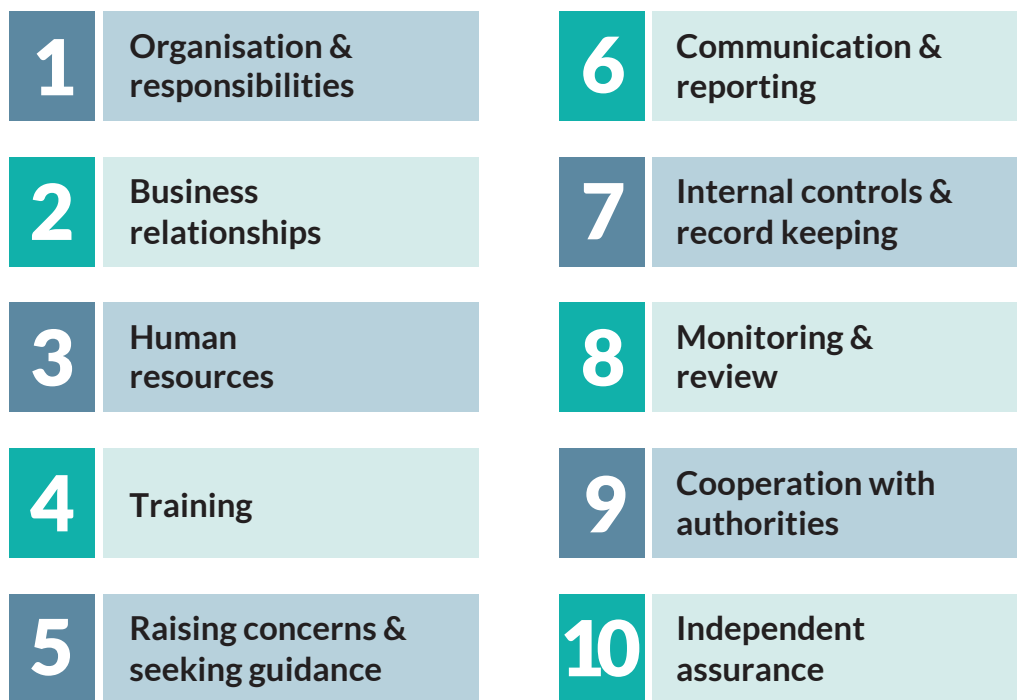 1
Organisation &
responsibilities
2
Business
relationships
3
Human
resources
4
Training
5
Raising concerns &
seeking guidance
6
Communication &
reporting
7
Internal controls &
record keeping
8
Monitoring &
review
9
Cooperation with
authorities
10
Independent
assurance